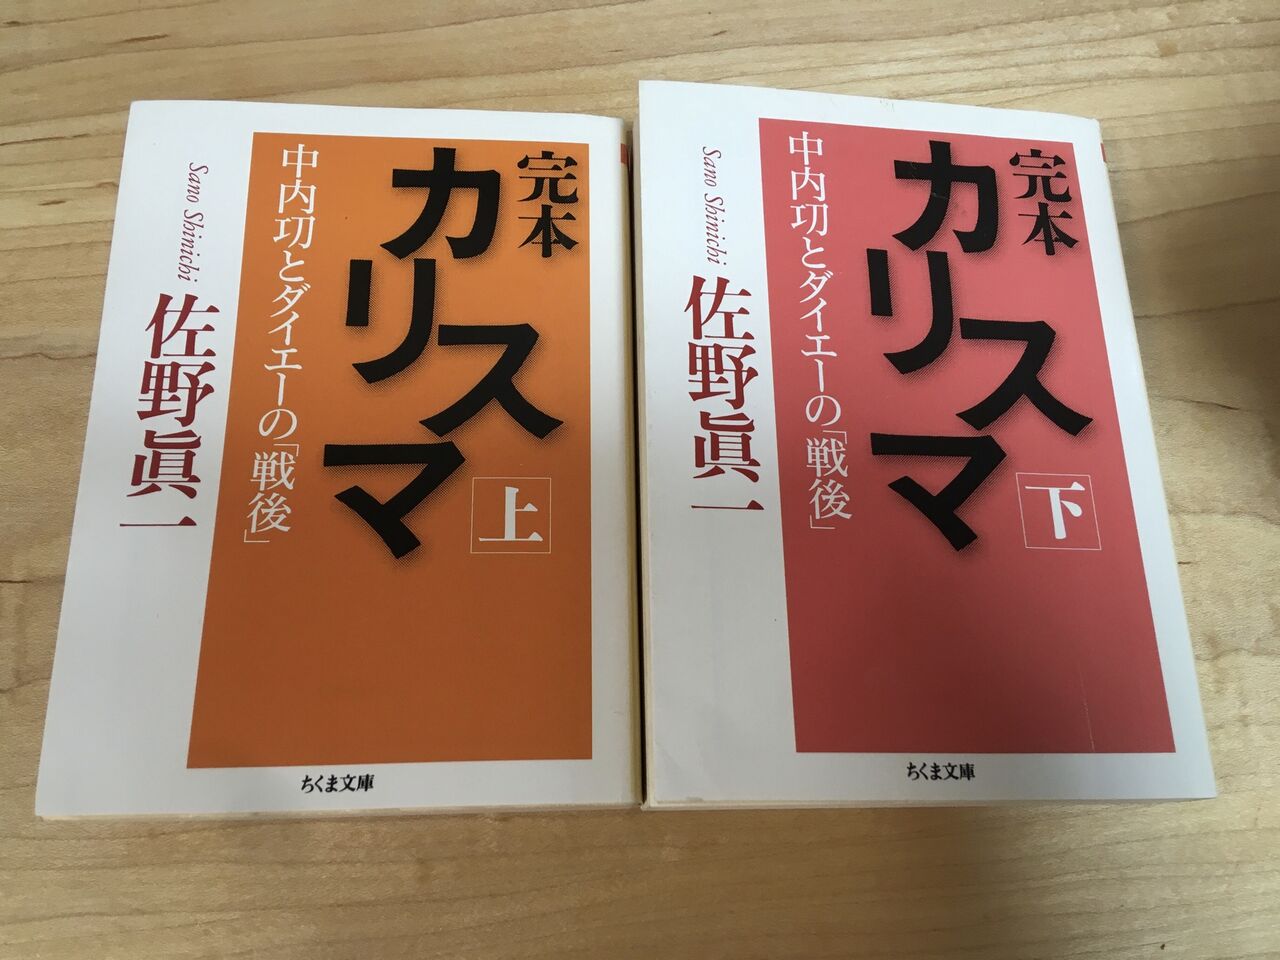 完本
カリスマ
上
中内㓛とダイエーの「戦後」
Sano Shinichi
佐野眞一
ちくま文庫
完本
カリスマ
下
中内㓛とダイエーの「戦後」
Sano Shinichi
佐野眞一
ちくま文庫